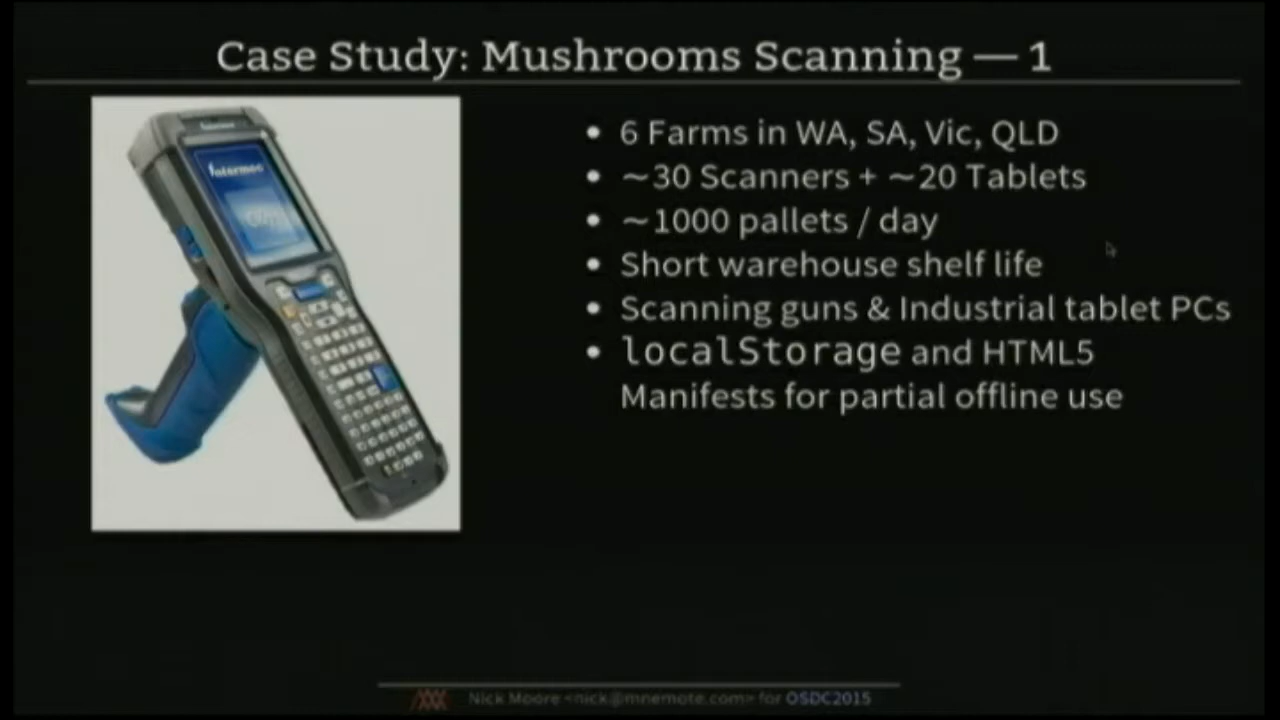 Case Study: Mushrooms Scanning — 1
Intermec
• 6 Farms in WA, SA, Vic, QLD
• ~30 Scanners + ~20 Tablets
• ~1000 pallets / day
• Short warehouse shelf life
• Scanning guns & Industrial tablet PCs
• localStorage and HTML5
Manifests for partial offline use
Nick Moore <nick@mnemote.com> for OSDC2015